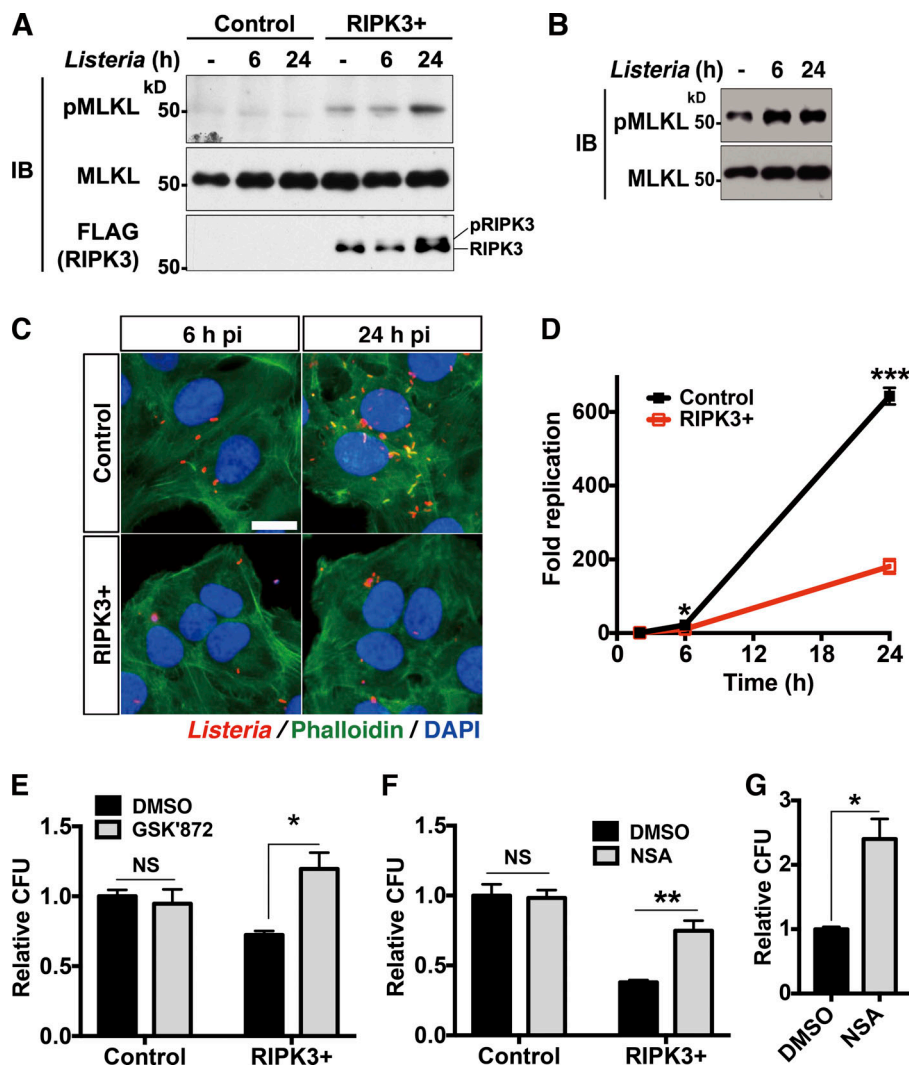 A
Control RIPK3+
Listeria (h) - 6 24 - 6 24
kD
pMLKL 50
IB
MLKL 50
FLAG (RIPK3) 50
pRIPK3
RIPK3
B
Listeria (h) - 6 24
kD
pMLKL 50
IB
MLKL 50
C
6 h pi 24 h pi
Control
RIPK3+
Listeria / Phalloidin / DAPI
D
***
Control
RIPK3+
*
Fold replication
600
400
200
0
0 6 12 18 24
Time (h)
E
DMSO
GSK'872
NS
*
Relative CFU
1.5
1.0
0.5
0.0
Control RIPK3+
F
DMSO
NSA
NS
**
Relative CFU
1.5
1.0
0.5
0.0
Control RIPK3+
G
*
Relative CFU
3
2
1
0
DMSO NSA